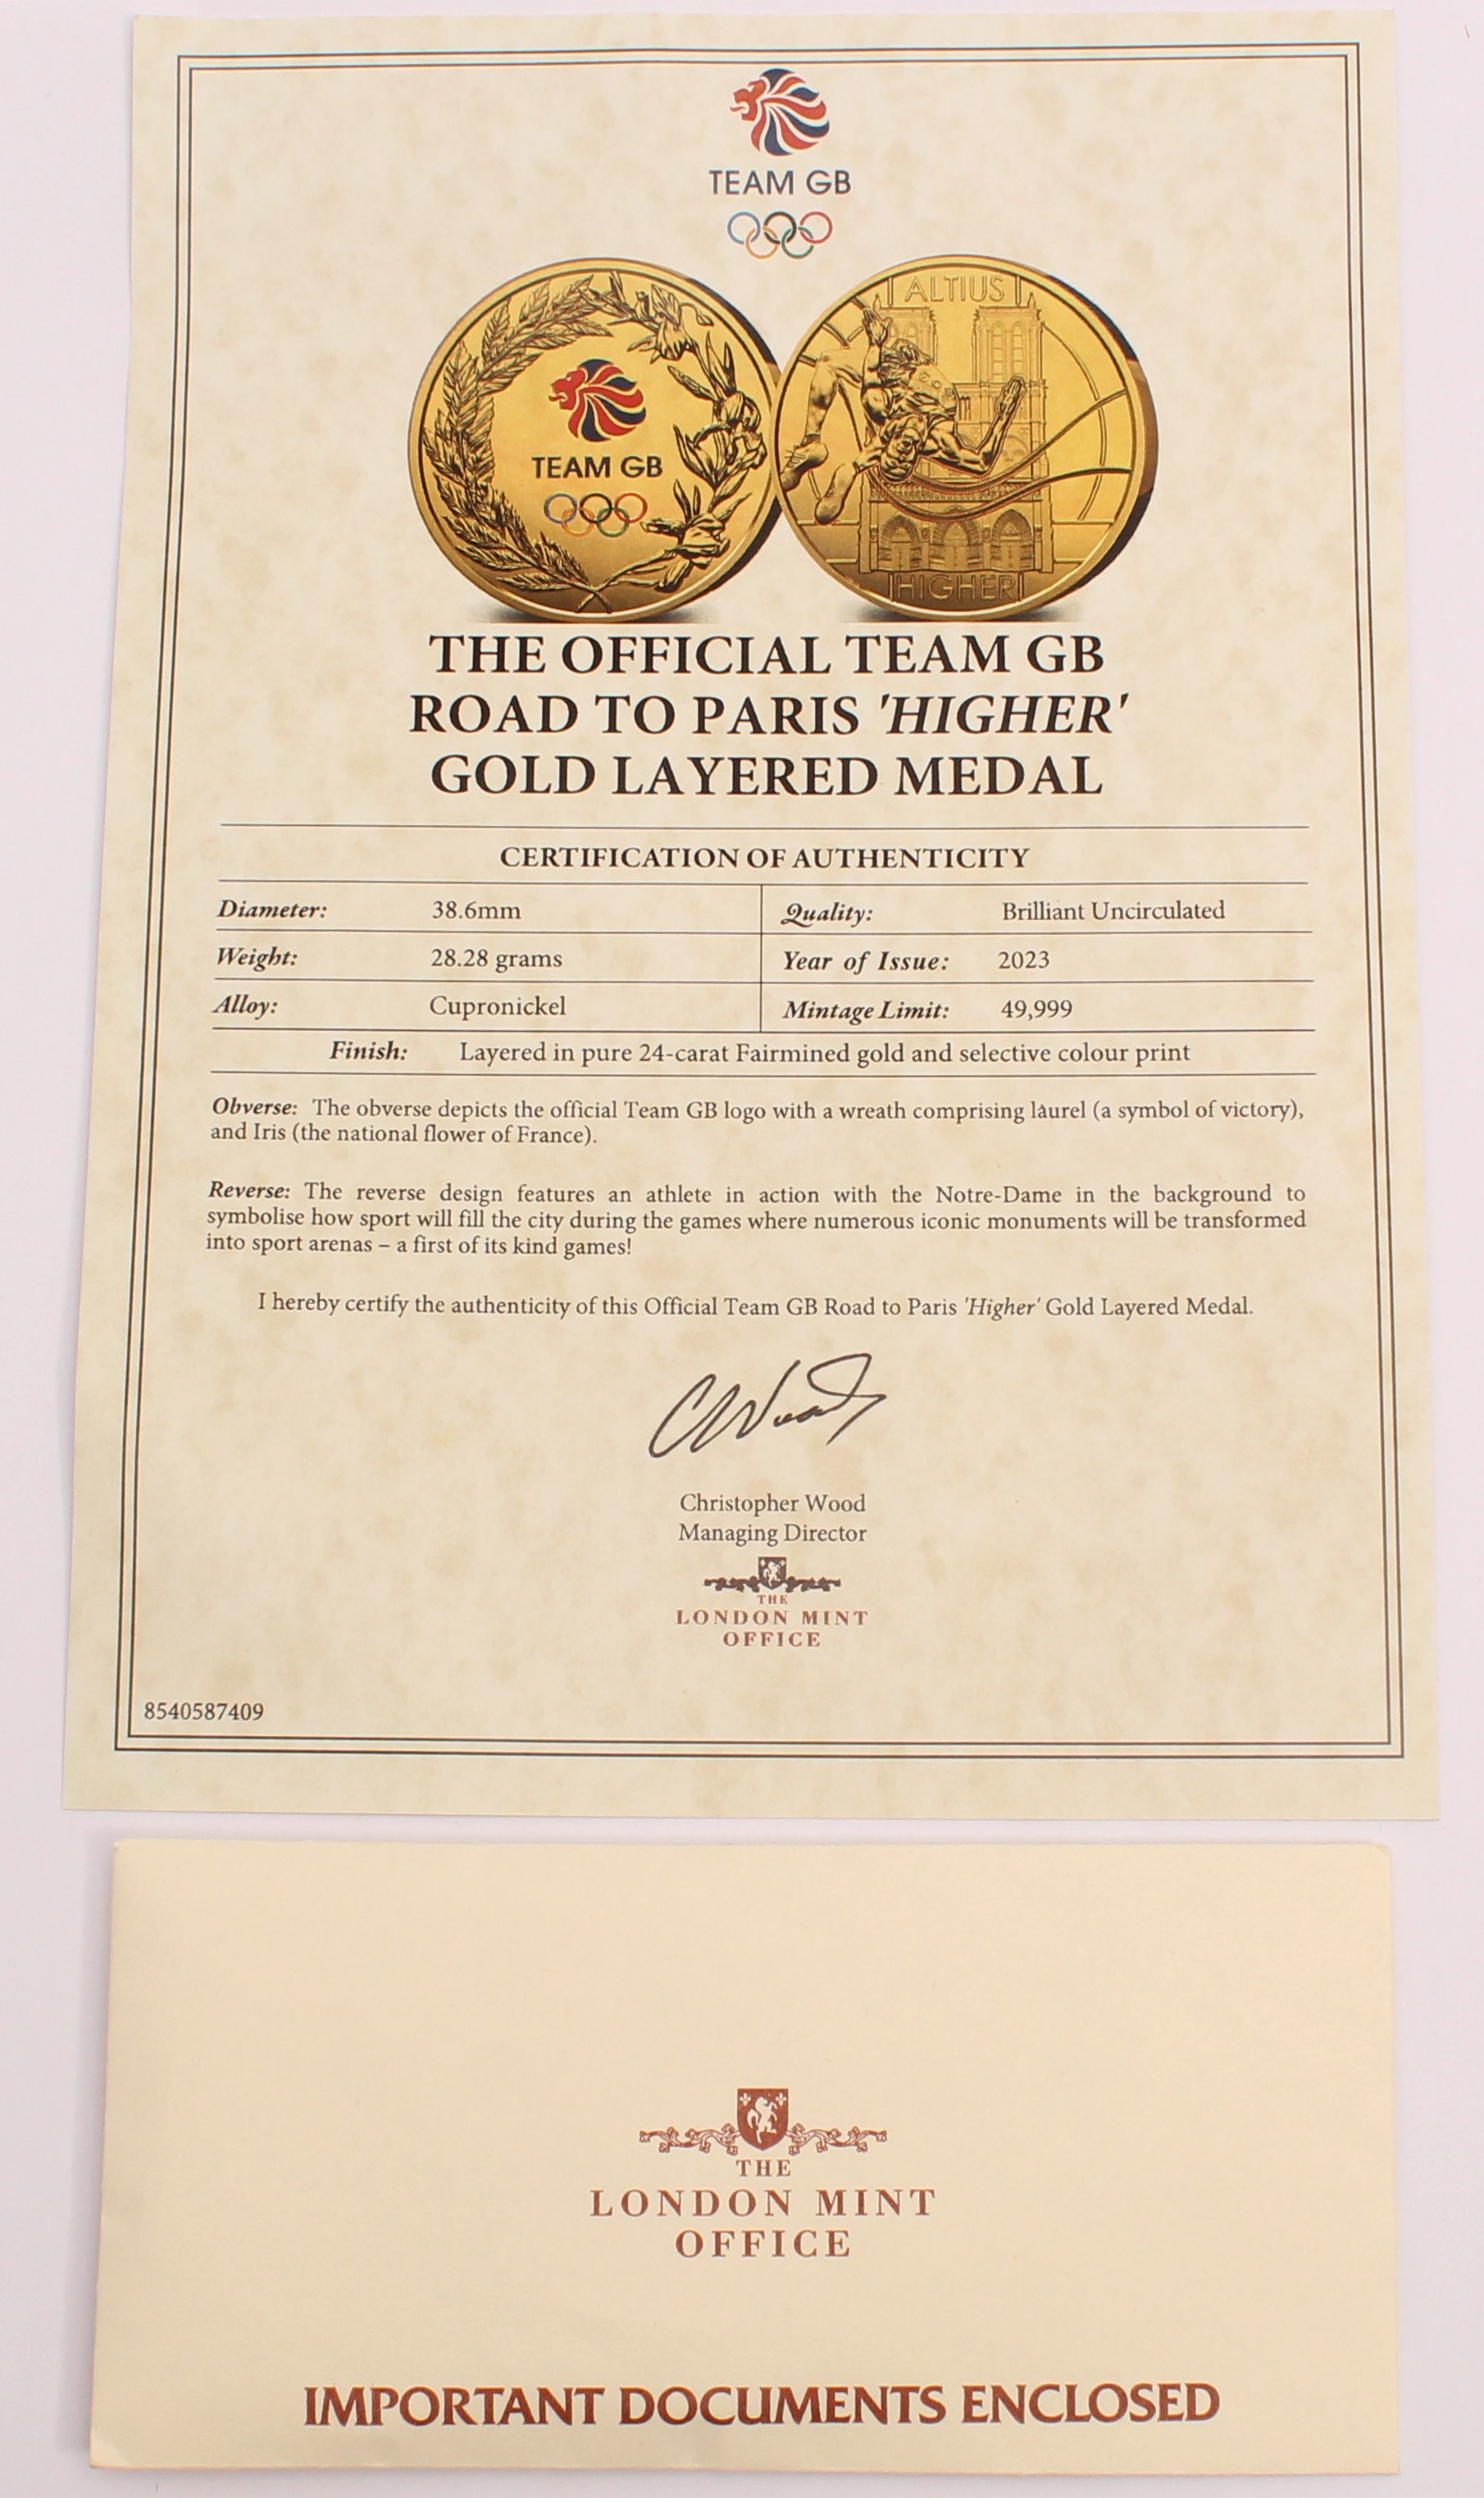 TEAM GB
TEAM GB
ALTIUS
HIGHER
THE OFFICIAL TEAM GB
ROAD TO PARIS 'HIGHER'
GOLD LAYERED MEDAL
CERTIFICATION OF AUTHENTICITY
Diameter: 38.6mm Quality: Brilliant Uncirculated
Weight: 28.28 grams Year of Issue: 2023
Alloy: Cupronickel Mintage Limit: 49,999
Finish: Layered in pure 24-carat Fairmined gold and selective colour print
Obverse: The obverse depicts the official Team GB logo with a wreath comprising laurel (a symbol of victory),
and Iris (the national flower of France).
Reverse: The reverse design features an athlete in action with the Notre-Dame in the background to
symbolise how sport will fill the city during the games where numerous iconic monuments will be transformed
into sport arenas – a first of its kind games!
I hereby certify the authenticity of this Official Team GB Road to Paris 'Higher' Gold Layered Medal.
CWood
Christopher Wood
Managing Director
THE
LONDON MINT
OFFICE
8540587409
THE
LONDON MINT
OFFICE
IMPORTANT DOCUMENTS ENCLOSED